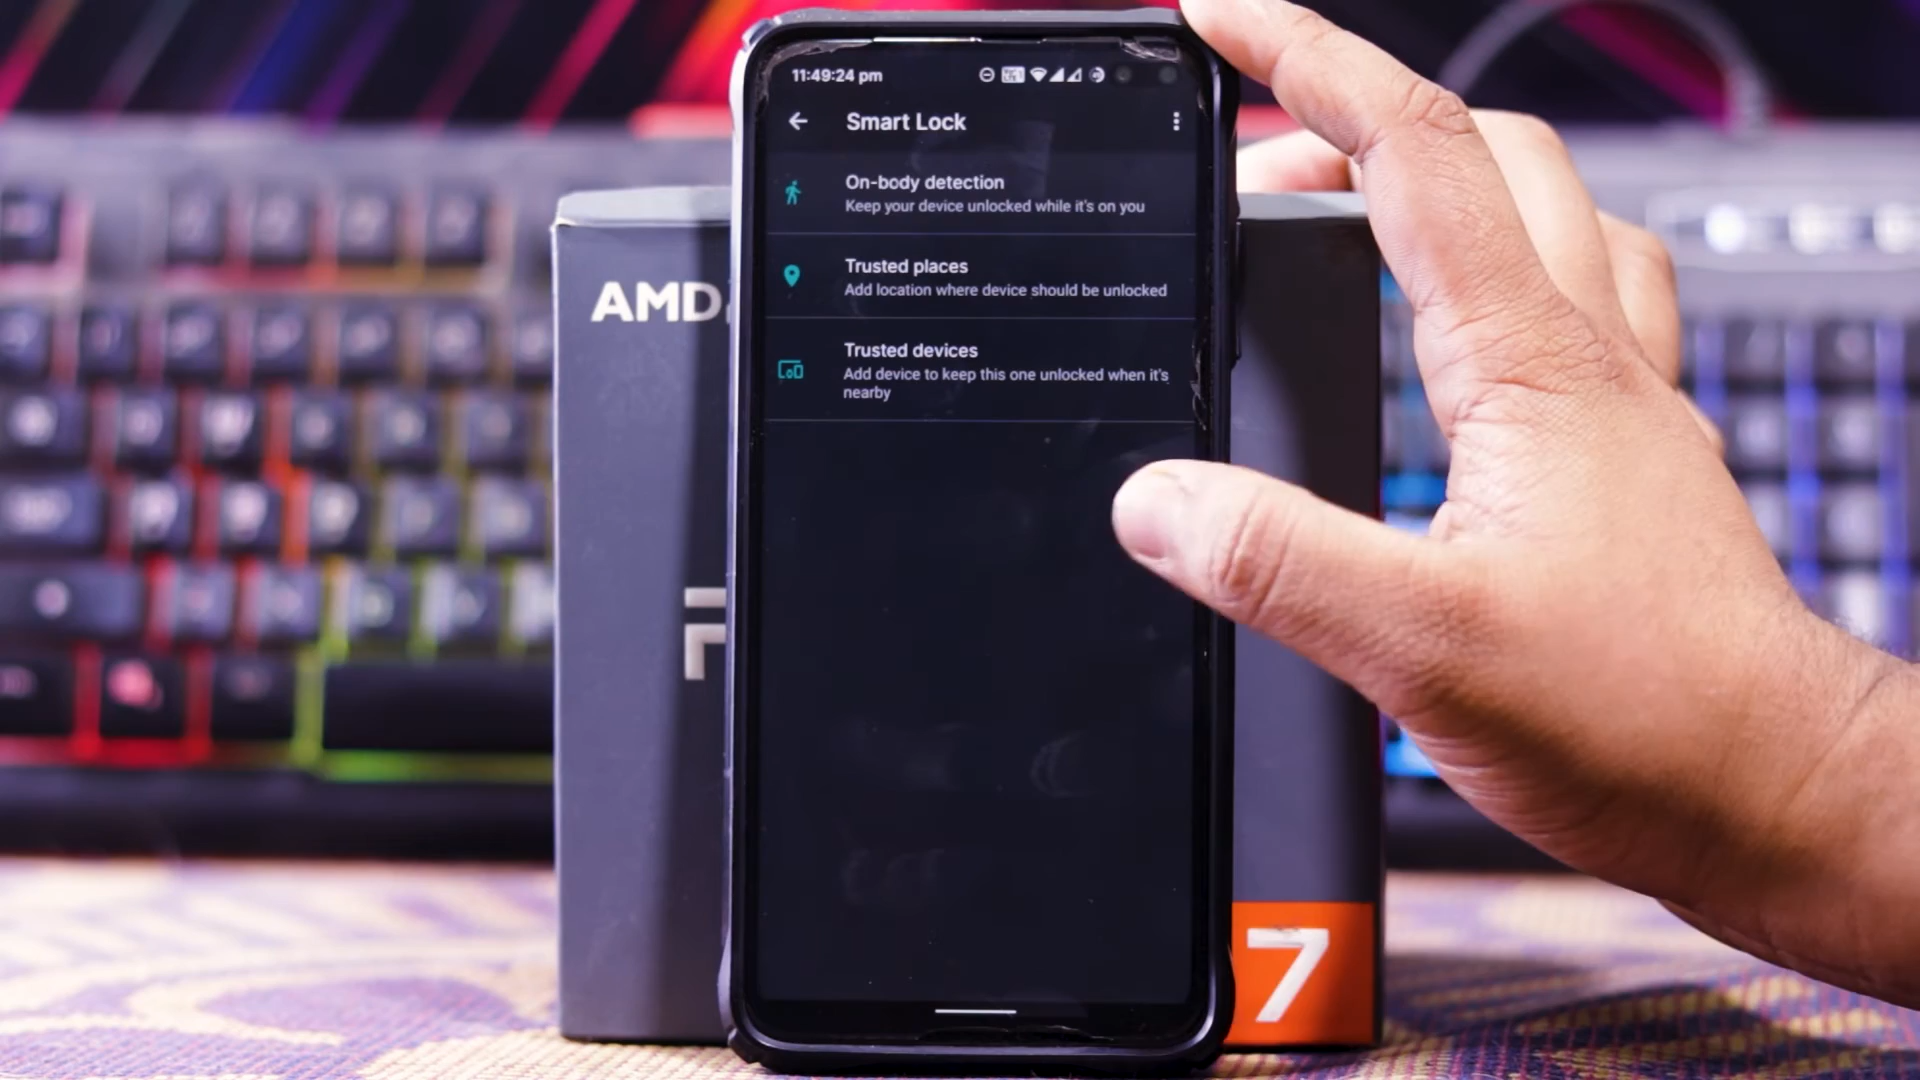 11:49:24 pm
Smart Lock
On-body detection
Keep your device unlocked while it's on you
Trusted places
Add location where device should be unlocked
Trusted devices
Add device to keep this one unlocked when it's
nearby
AMD
7